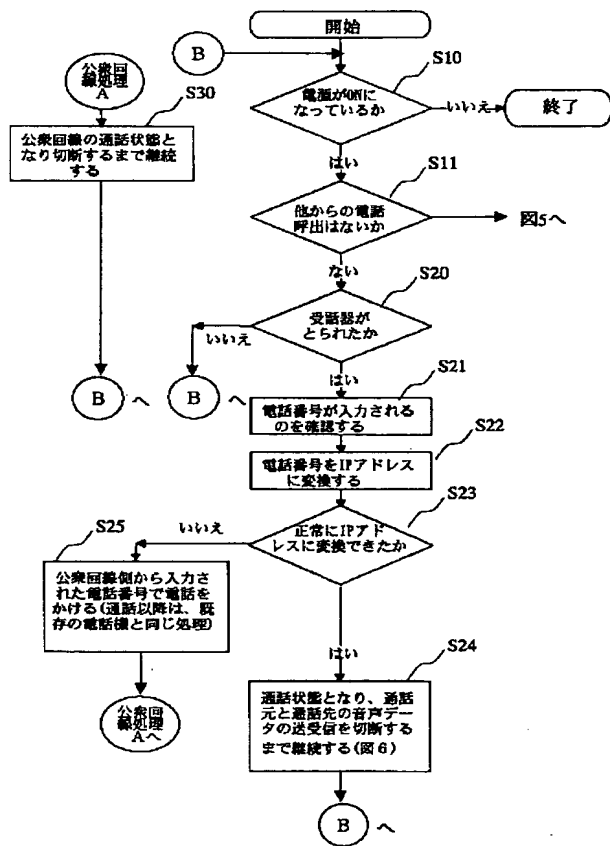 開始
B
公衆回
線処理
A
S10
電源がONに
なっているか
いいえ
終了
S30
公衆回線の通話状態と
なり切断するまで継続
する
はい
S11
他からの電話
呼出はないか
図5へ
ない
S20
受話器が
とられたか
いいえ
B へ
B へ
はい
S21
電話番号が入力される
のを確認する
S22
電話番号をIPアドレス
に変換する
S23
正常にIPアド
レスに変換できたか
いいえ
S25
公衆回線側から入力され
た電話番号で電話を
かける(通話以降は、既
存の電話機と同じ処理)
公衆回
線処理
Aへ
はい
S24
通話状態となり、通話
元と通話先の音声デー
タの送受信を切断する
まで継続する(図6)
B へ